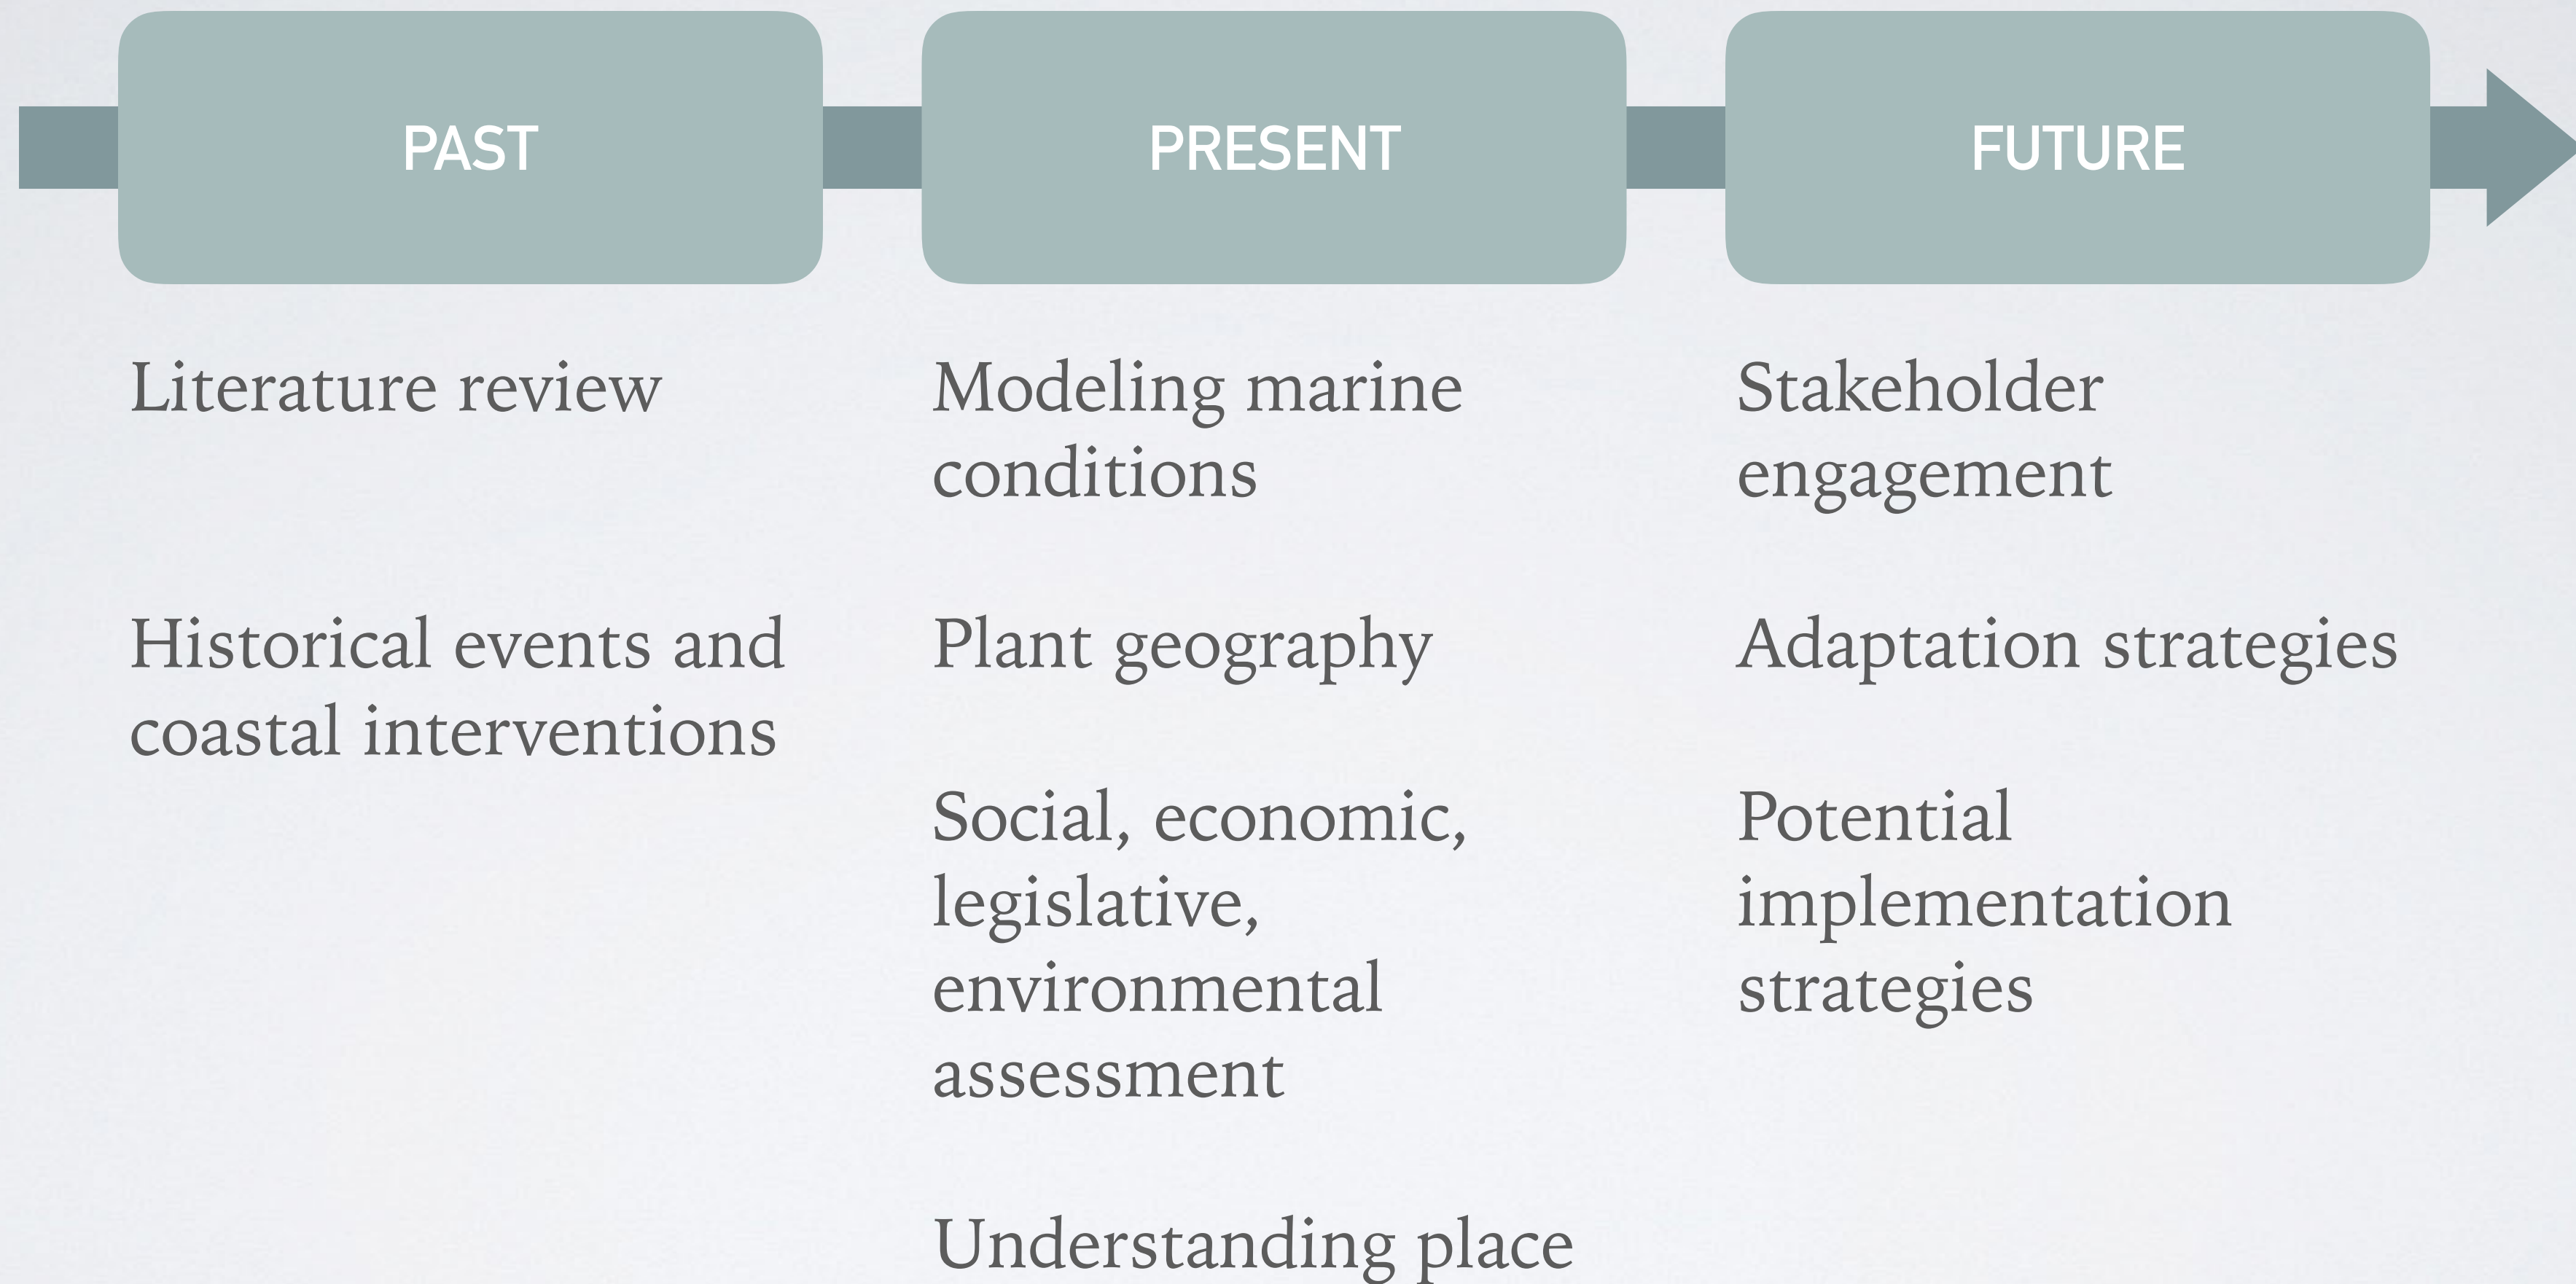 PAST
Literature review
Historical events and
coastal interventions
PRESENT
Modeling marine
conditions
Plant geography
Social, economic,
legislative,
environmental
assessment
Understanding place
FUTURE
Stakeholder
engagement
Adaptation strategies
Potential
implementation
strategies